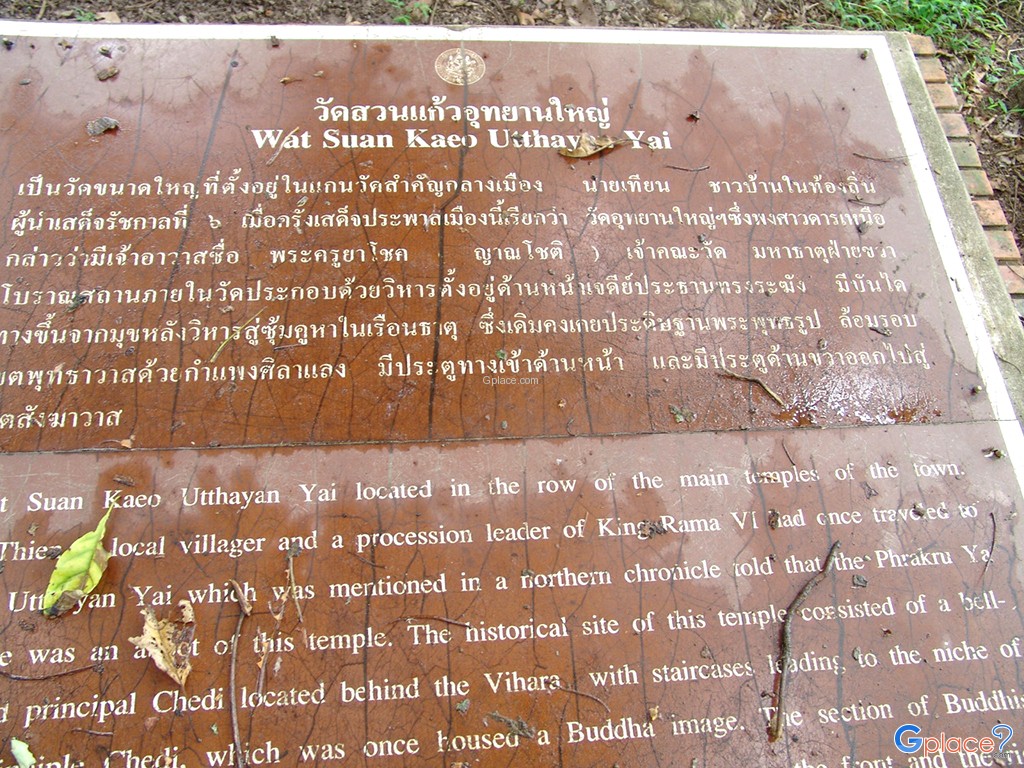 วัดสวนแก้วอุทยานใหญ่
Wat Suan Kaeo Utthay Yai
เป็นวัดขนาดใหญ่ ที่ตั้งอยู่ในแกนวัดสำคัญกลางเมือง นายเทียน ชาวบ้านในท้องถิ่น
ผู้นำเสด็จรัชกาลที่ ๖ เมื่อครั้งเสด็จประพาสเมืองนี้เรียกว่า วัดอุทยานใหญ่ฯซึ่งพงสาวดารเหนือ
กล่าวว่ามีเจ้าอาวาสชื่อ พระครูยาโชค ญาณโชติ ) เจ้าคณะวัด มหาธาตุฝ่ายขวา
โบราณสถานภายในวัดประกอบด้วยวิหารตั้งอยู่ด้านหน้าเจดีย์ประธานทรงระฆัง มีบันได
ทางขึ้นจากมุขหลังวิหารสู่ซุ้มคูหาในเรือนธาตุ ซึ่งเดิมคงเคยประดิษฐานพระพุทธรูป ล้อมรอบ
ขตพุทธาวาสด้วยกำแพงศิลาแลง มีประตูทางเข้าด้านหน้า และมีประตูด้านขวาออกไปสู่
ตสังฆาวาส
Gplace.com
t Suan Kaeo Utthayan Yai located in the row of the main temples of the town.
Thie local villager and a procession leader of King Rama VI had once traveled to
Utthayan Yai which was mentioned in a northern chronicle told that the Phrakru Ya
e was an abbot of this temple. The historical site of this temple consisted of a bell-
d principal Chedi located behind the Vihara with staircases leading to the niche of
Chedi, which was once housed a Buddha image. The section of Buddhis
the front and the ri
Gplace